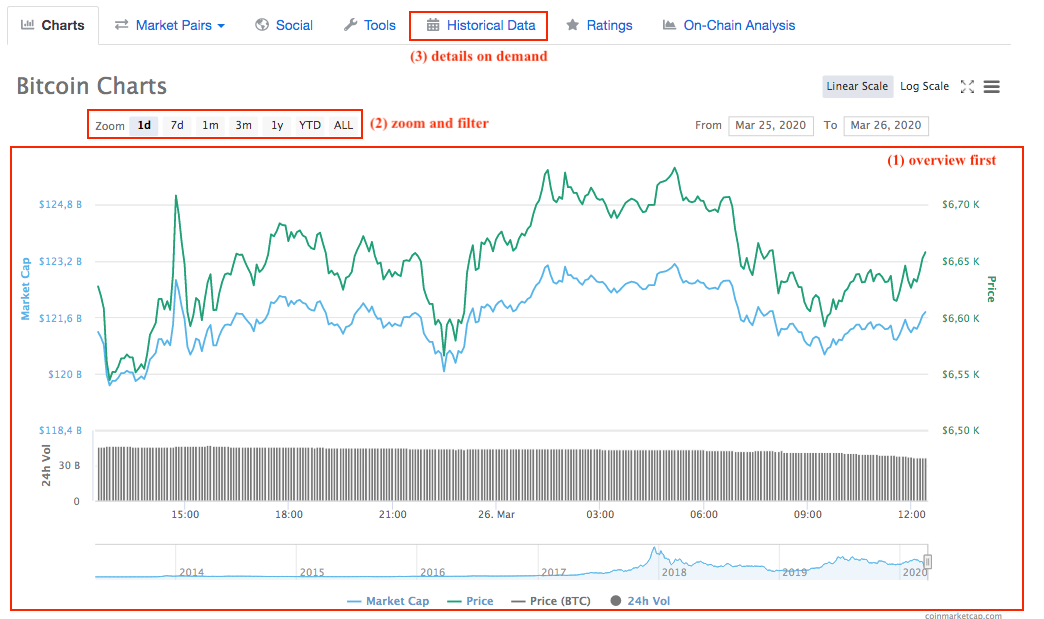 Charts Market Pairs Social Tools Historical Data Ratings On-Chain Analysis
(3) details on demand
Bitcoin Charts Linear Scale Log Scale
Zoom 1d 7d 1m 3m 1y YTD ALL (2) zoom and filter From Mar 25, 2020 To Mar 26, 2020
(1) overview first
$124,8 B $6,70 K
$123,2 B $6,65 K
Market Cap Price
$121,6 B $6,60 K
$120 B $6,55 K
$118,4 B $6,50 K
24h Vol
30 B
0
15:00 18:00 21:00 26. Mar 03:00 06:00 09:00 12:00
2014 2015 2016 2017 2018 2019 2020
Market Cap Price Price (BTC) 24h Vol
coinmarketcap.com